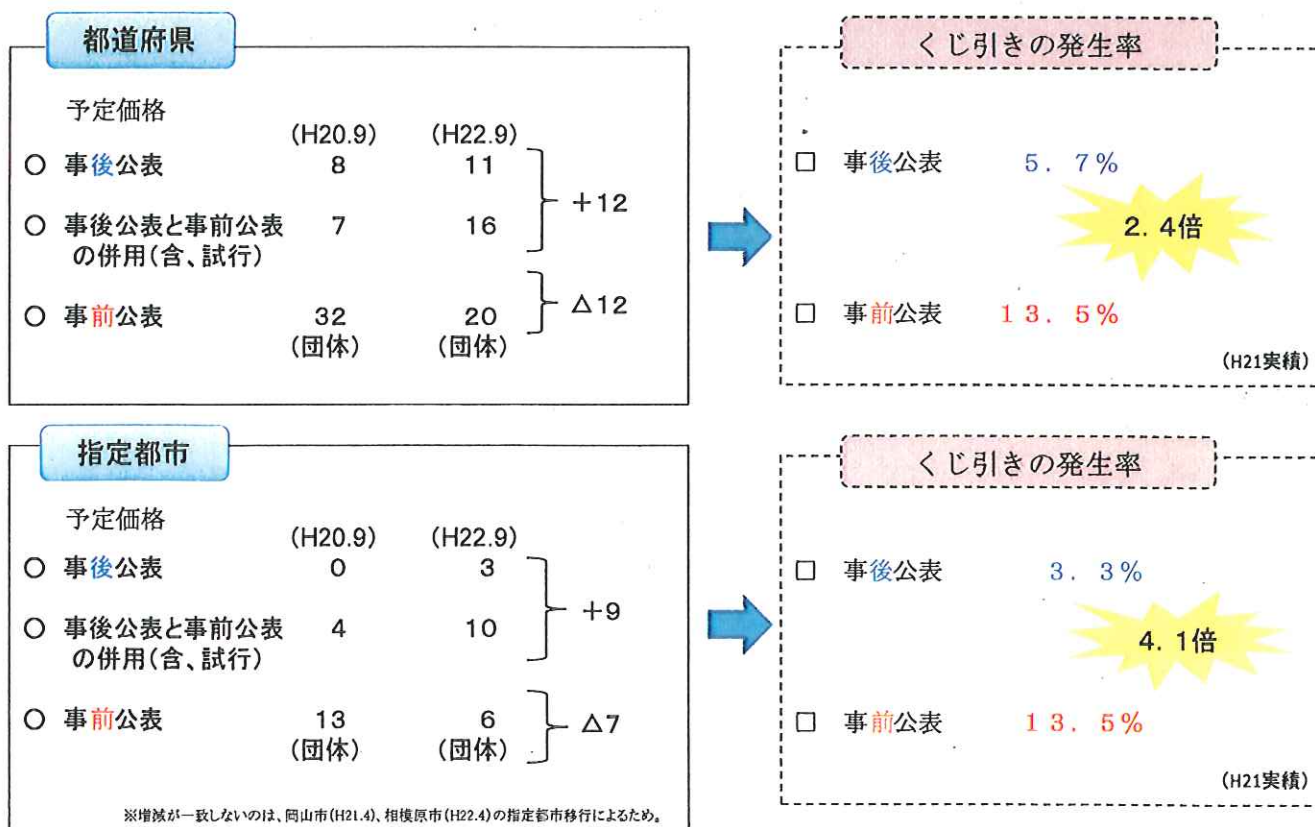 都道府県
予定価格
(H20.9) (H22.9)
○ 事後公表 8 11
+12
○ 事後公表と事前公表 7 16
の併用(含、試行)
△12
○ 事前公表 32 20
(団体) (団体)
くじ引きの発生率
□ 事後公表 5.7%
2.4倍
□ 事前公表 13.5%
(H21実績)
指定都市
予定価格
(H20.9) (H22.9)
○ 事後公表 0 3
+9
○ 事後公表と事前公表 4 10
の併用(含、試行)
○ 事前公表 13 6 △7
(団体) (団体)
※増減が一致しないのは、岡山市(H21.4)、相模原市(H22.4)の指定都市移行によるため。
くじ引きの発生率
□ 事後公表 3.3%
4.1倍
□ 事前公表 13.5%
(H21実績)